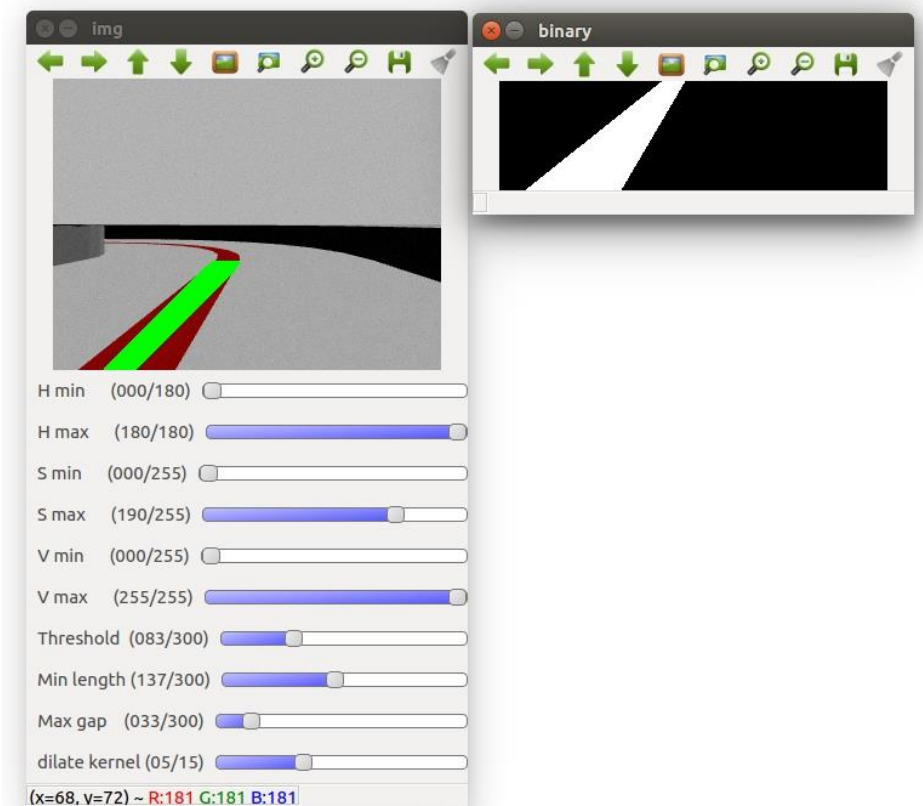 img
binary
H min (000/180)
H max (180/180)
S min (000/255)
S max (190/255)
V min (000/255)
V max (255/255)
Threshold (083/300)
Min length (137/300)
Max gap (033/300)
dilate kernel (05/15)
(x=68, y=72) ~ R:181 G:181 B:181